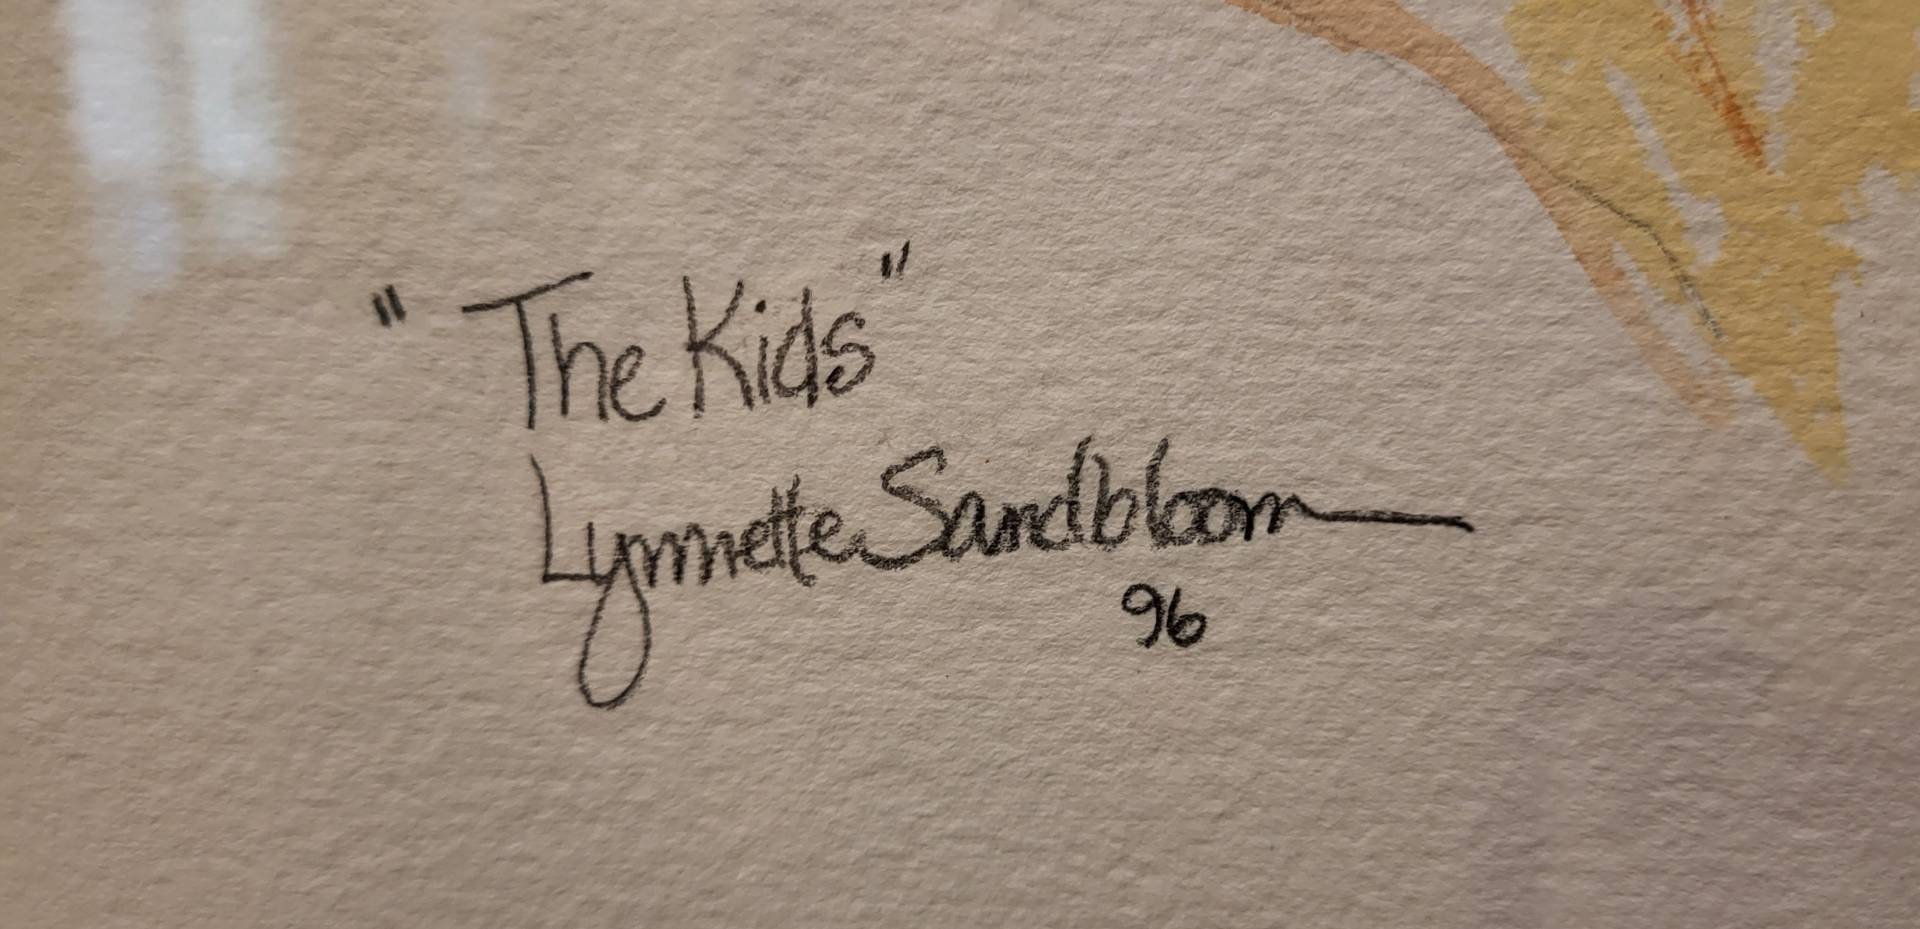 "The Kids"
Lynnette Sandbloom
96